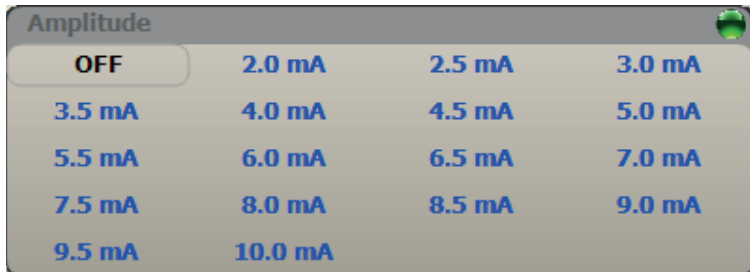 Amplitude
OFF 2.0 mA 2.5 mA 3.0 mA
3.5 mA 4.0 mA 4.5 mA 5.0 mA
5.5 mA 6.0 mA 6.5 mA 7.0 mA
7.5 mA 8.0 mA 8.5 mA 9.0 mA
9.5 mA 10.0 mA